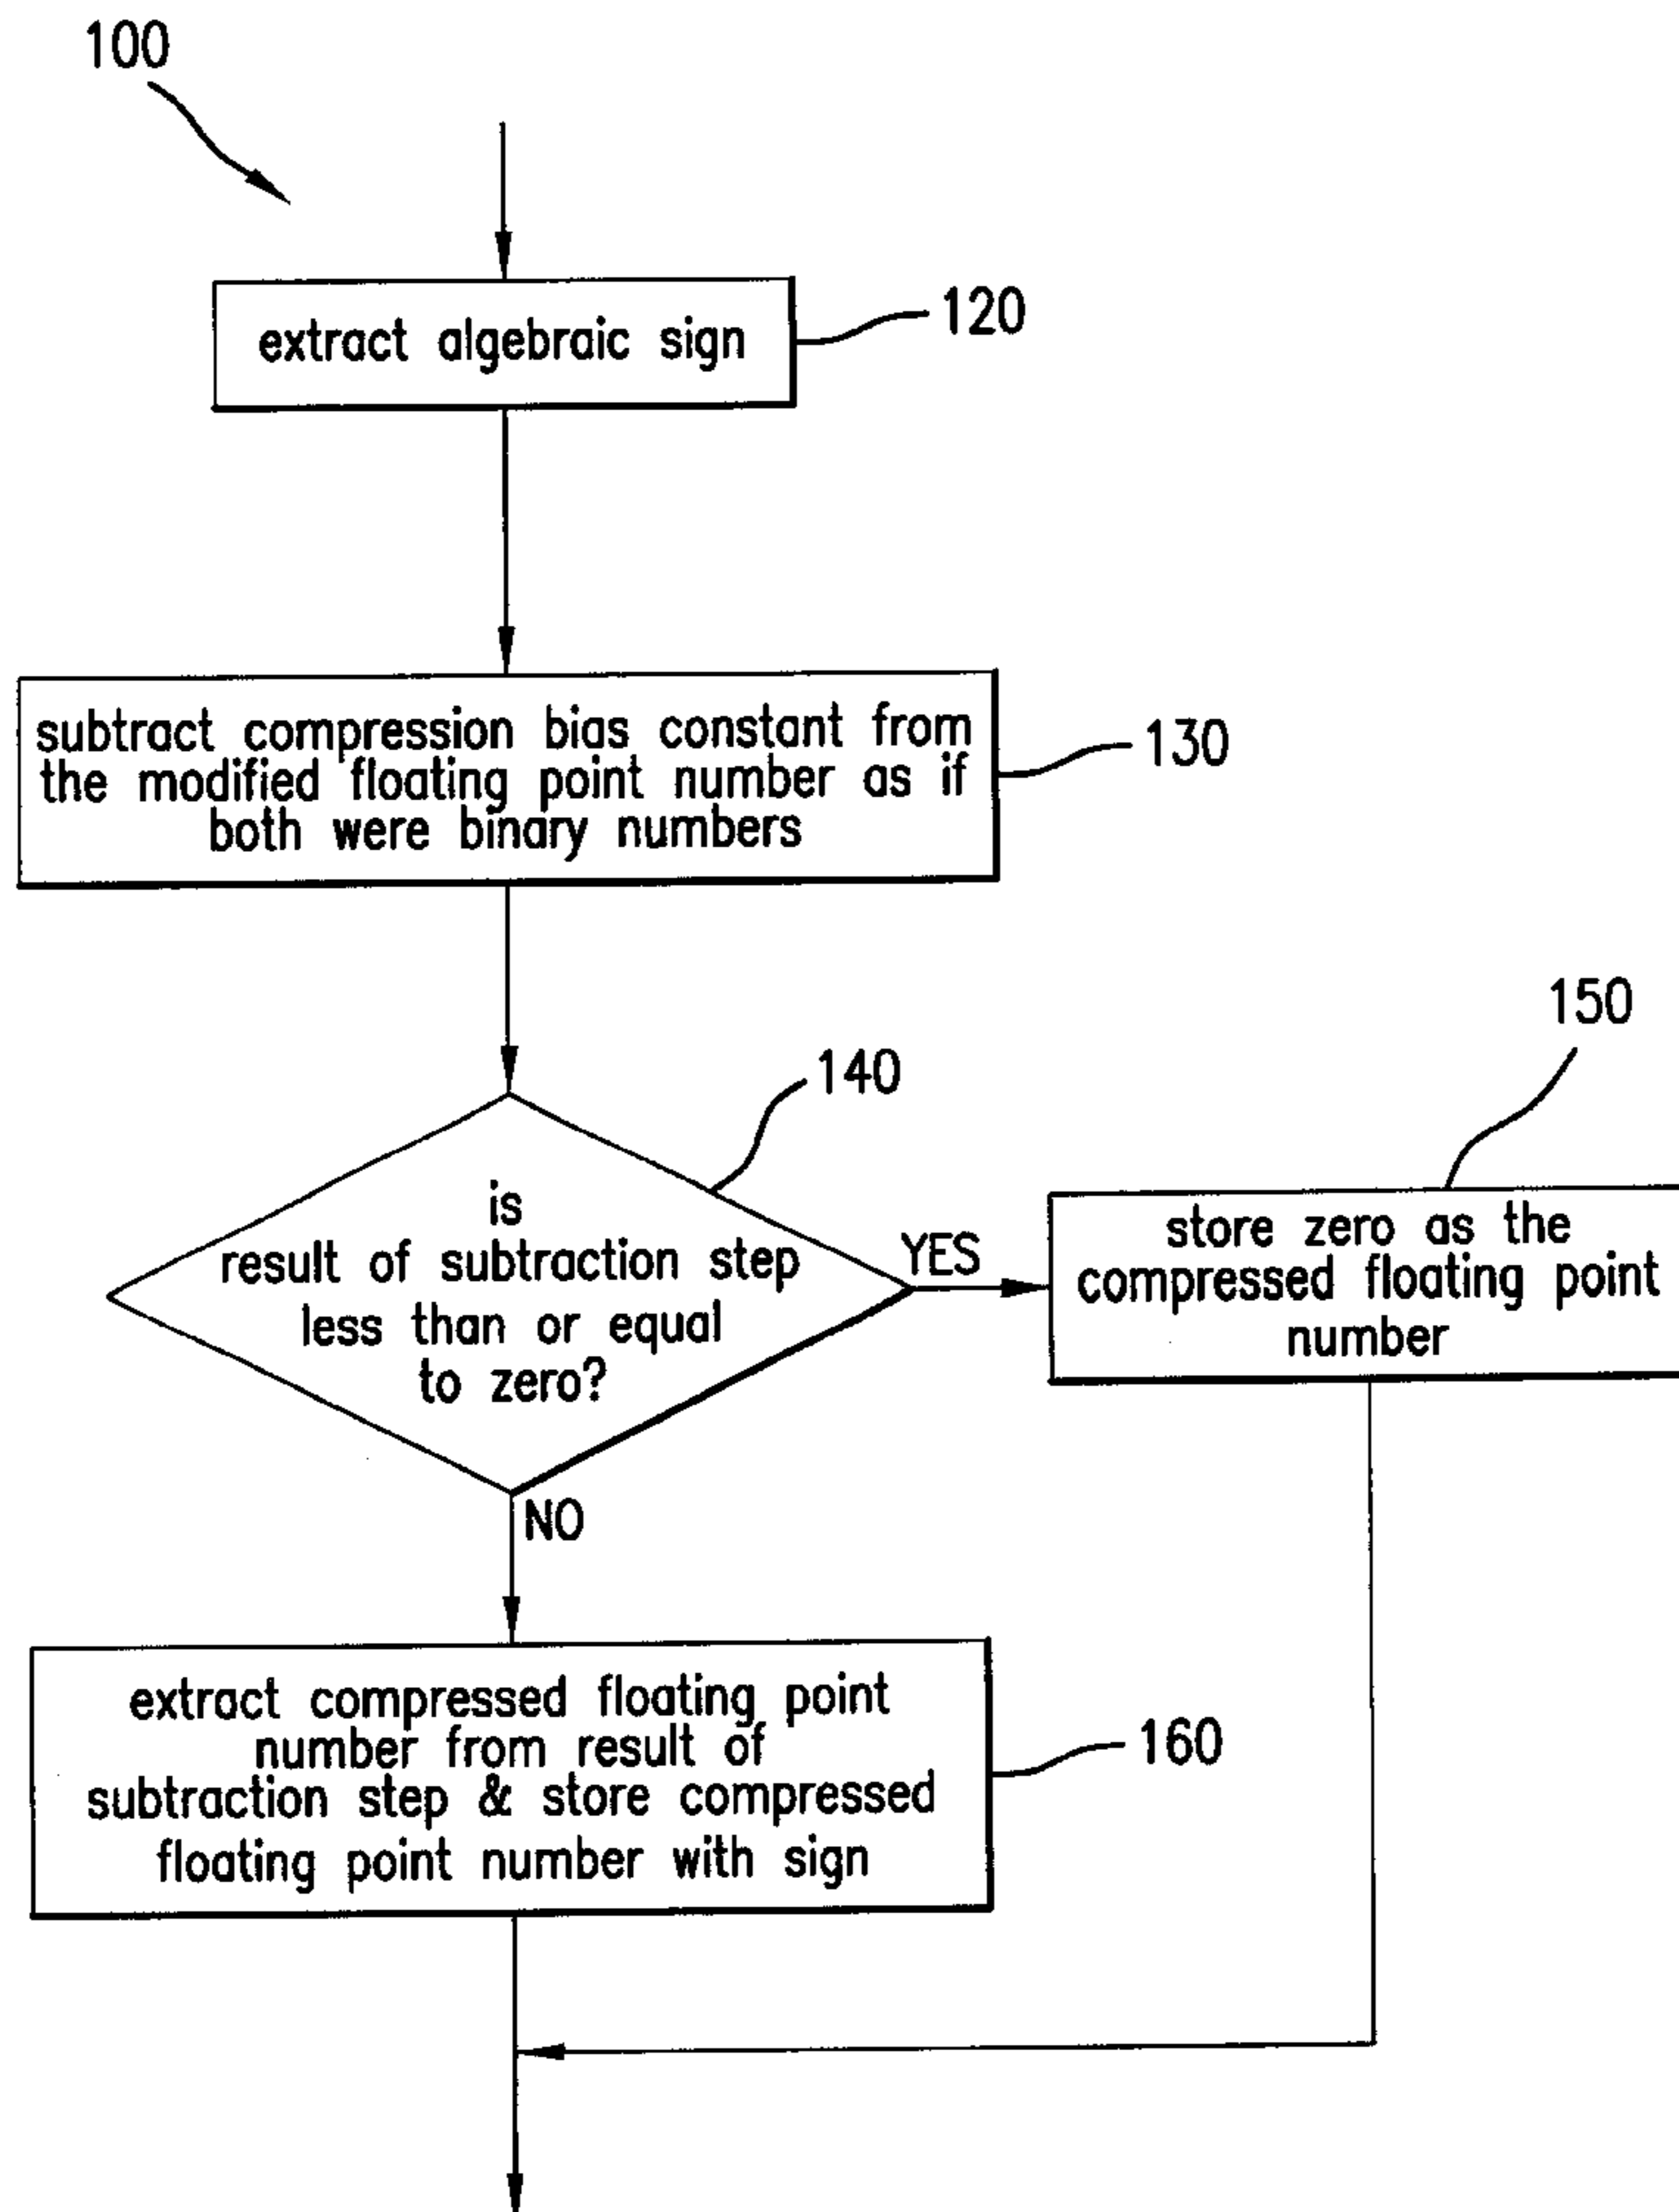 100
extract algebraic sign
120
subtract compression bias constant from
the modified floating point number as if
both were binary numbers
130
140
is
result of subtraction step
less than or equal
to zero?
YES
150
store zero as the
compressed floating point
number
NO
extract compressed floating point
number from result of
subtraction step & store compressed
floating point number with sign
160